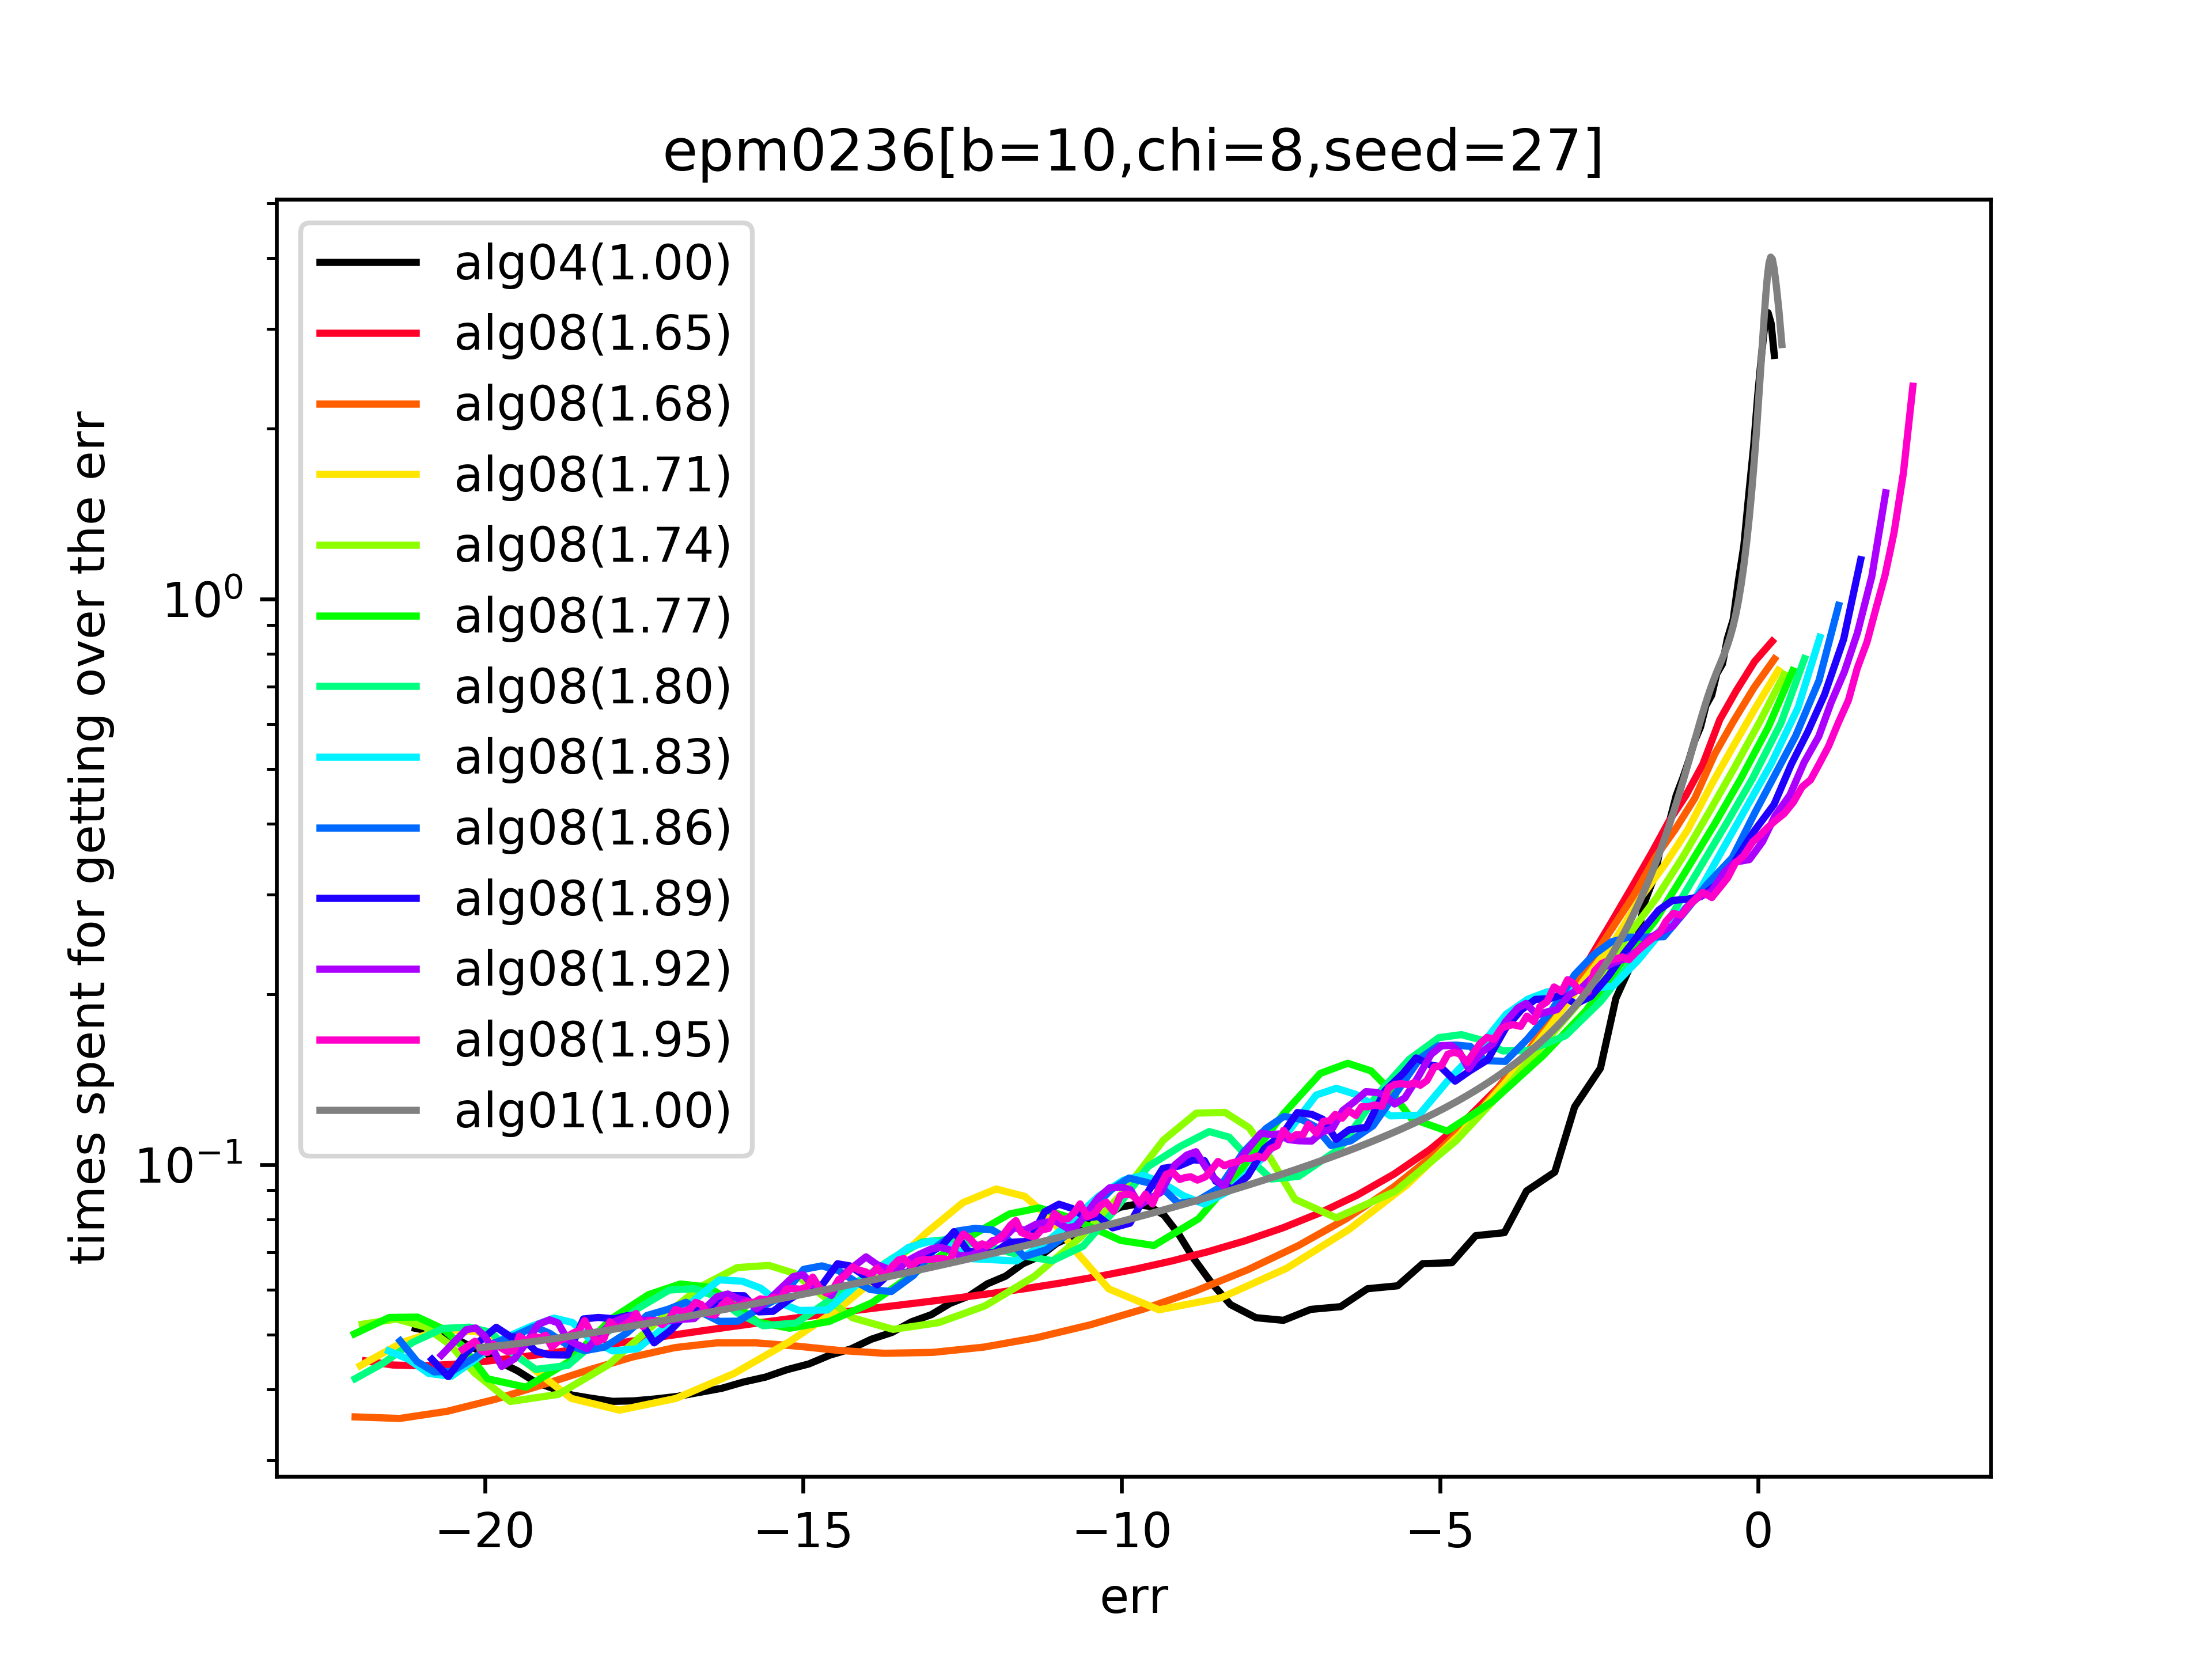 epm0236[b=10,chi=8,seed=27]
times spent for getting over the err
10⁰
10⁻¹
alg04(1.00)
alg08(1.65)
alg08(1.68)
alg08(1.71)
alg08(1.74)
alg08(1.77)
alg08(1.80)
alg08(1.83)
alg08(1.86)
alg08(1.89)
alg08(1.92)
alg08(1.95)
alg01(1.00)
−20 −15 −10 −5 0
err